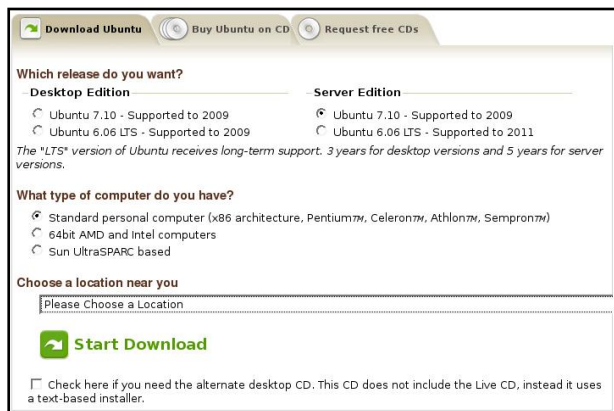 Download Ubuntu Buy Ubuntu on CD Request free CDs
Which release do you want?
Desktop Edition Server Edition
Ubuntu 7.10 - Supported to 2009 Ubuntu 7.10 - Supported to 2009
Ubuntu 6.06 LTS - Supported to 2009 Ubuntu 6.06 LTS - Supported to 2011
The "LTS" version of Ubuntu receives long-term support. 3 years for desktop versions and 5 years for server
versions.
What type of computer do you have?
Standard personal computer (x86 architecture, Pentium™, Celeron™, Athlon™, Sempron™)
64bit AMD and Intel computers
Sun UltraSPARC based
Choose a location near you
Please Choose a Location
Start Download
Check here if you need the alternate desktop CD. This CD does not include the Live CD, instead it uses
a text-based installer.